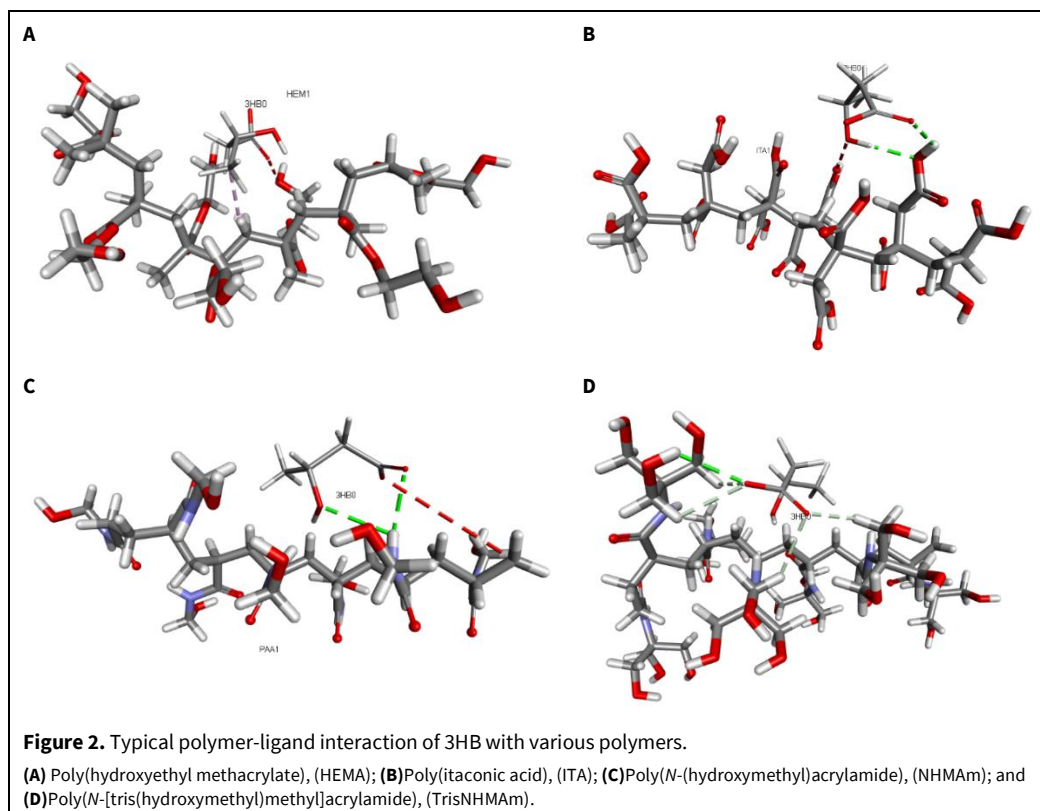 A
B
3HB0
HEM1
ITA1
C
D
3HB0
PAA1
Figure 2. Typical polymer-ligand interaction of 3HB with various polymers.
(A) Poly(hydroxyethyl methacrylate), (HEMA); (B)Poly(itaconic acid), (ITA); (C)Poly(N-(hydroxymethyl)acrylamide), (NHMAm); and
(D)Poly(N-[tris(hydroxymethyl)methyl]acrylamide), (TrisNHMAm).